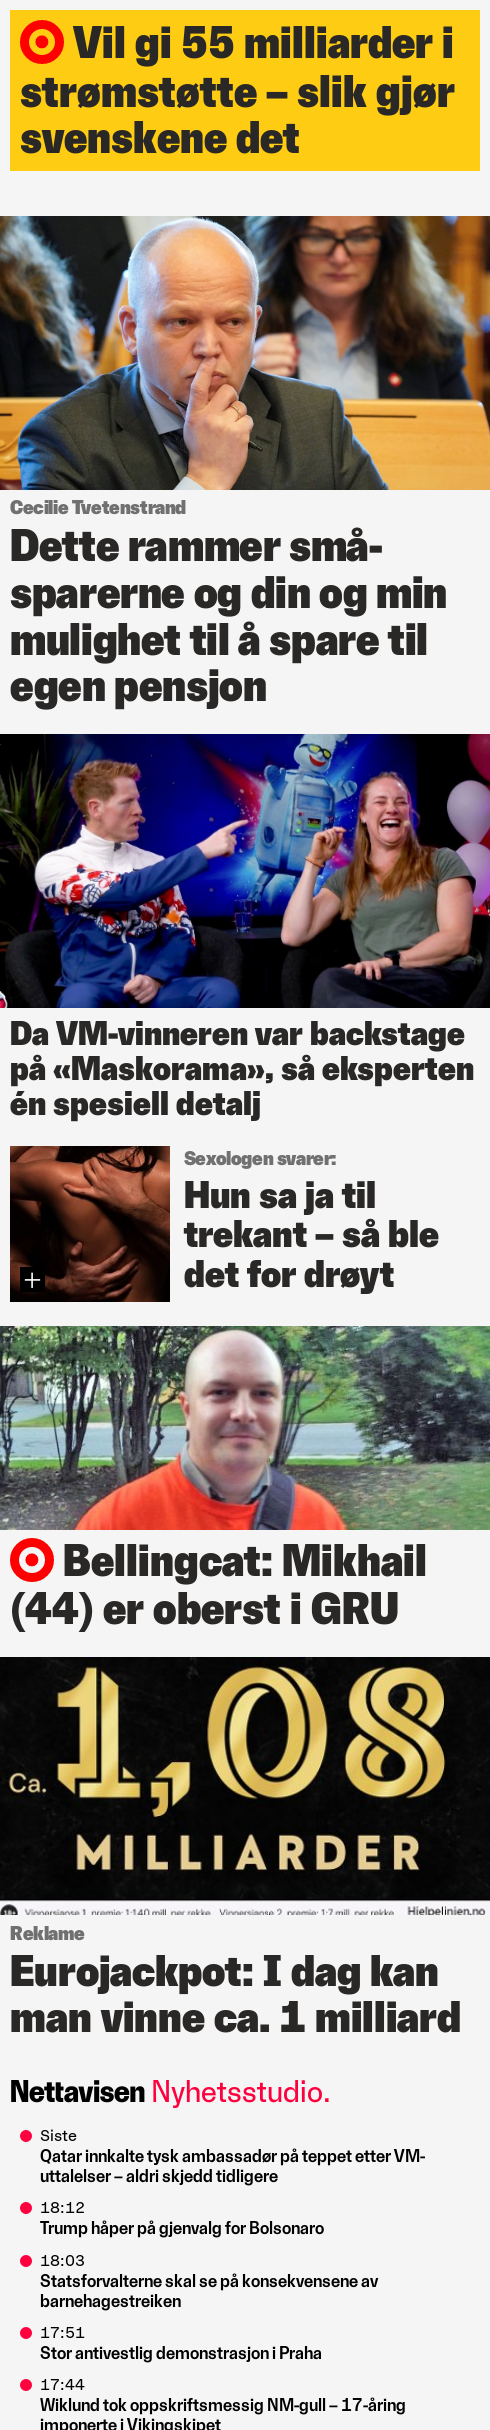 Vil gi 55 milliarder i
strømstøtte – slik gjør
svenskene det
Cecilie Tvetenstrand
Dette rammer små-
sparerne og din og min
mulighet til å spare til
egen pensjon
Da VM-vinneren var backstage
på «Maskorama», så eksperten
én spesiell detalj
Sexologen svarer:
Hun sa ja til
trekant – så ble
det for drøyt
Bellingcat: Mikhail
(44) er oberst i GRU
Ca. 1,08
MILLIARDER
18+ Vinnersjanse 1. premie: 1:140 mill. per rekke Vinnersjanse 2. premie: 1:7 mill. per rekke Hjelpelinjen.no
Reklame
Eurojackpot: I dag kan
man vinne ca. 1 milliard
Nettavisen Nyhetsstudio.
Siste
Qatar innkalte tysk ambassadør på teppet etter VM-
uttalelser – aldri skjedd tidligere
18:12
Trump håper på gjenvalg for Bolsonaro
18:03
Statsforvalterne skal se på konsekvensene av
barnehagestreiken
17:51
Stor antivestlig demonstrasjon i Praha
17:44
Wiklund tok oppskriftsmessig NM-gull – 17-åring
imponerte i Vikingskipet